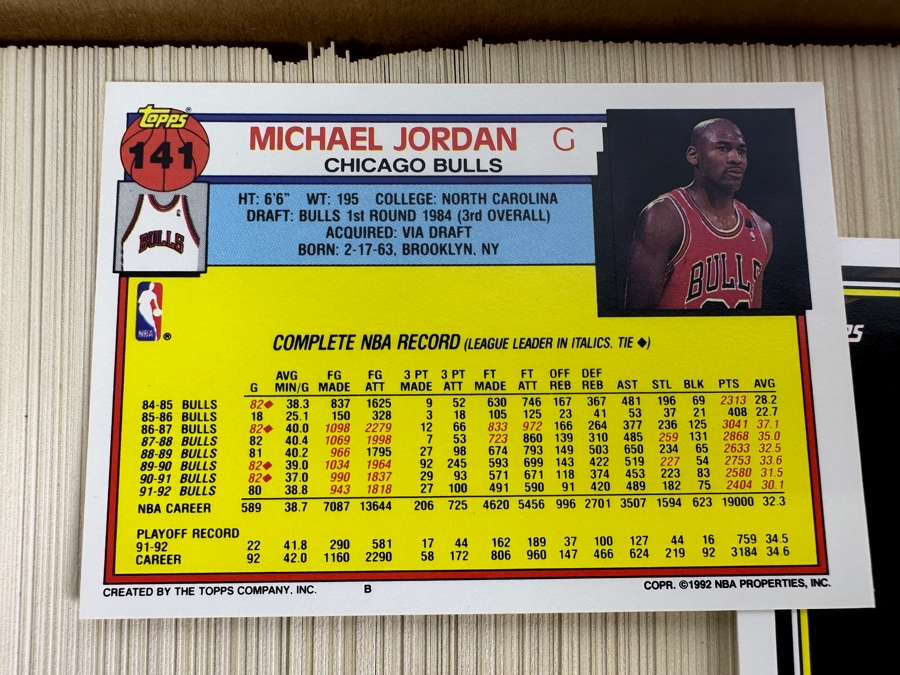 Topps®
141
MICHAEL JORDAN G
CHICAGO BULLS
HT: 6'6" WT: 195 COLLEGE: NORTH CAROLINA
DRAFT: BULLS 1st ROUND 1984 (3rd OVERALL)
ACQUIRED: VIA DRAFT
BORN: 2-17-63, BROOKLYN, NY
BULLS
BULLS
NBA ®
COMPLETE NBA RECORD (LEAGUE LEADER IN ITALICS. TIE ◆)
G AVG MIN/G FG MADE FG ATT 3 PT MADE 3 PT ATT FT MADE FT ATT OFF REB DEF REB AST STL BLK PTS AVG
84-85 BULLS 82◆ 38.3 837 1625 9 52 630 746 167 367 481 196 69 2313 28.2
85-86 BULLS 18 25.1 150 328 3 18 105 125 23 41 53 37 21 408 22.7
86-87 BULLS 82◆ 40.0 1098 2279 12 66 833 972 166 264 377 236 125 3041 37.1
87-88 BULLS 82 40.4 1069 1998 7 53 723 860 139 310 485 259 131 2868 35.0
88-89 BULLS 81 40.2 966 1795 27 98 674 793 149 503 650 234 65 2633 32.5
89-90 BULLS 82◆ 39.0 1034 1964 92 245 593 699 143 422 519 227 54 2753 33.6
90-91 BULLS 82◆ 37.0 990 1837 29 93 571 671 118 374 453 223 83 2580 31.5
91-92 BULLS 80 38.8 943 1818 27 100 491 590 91 420 489 182 75 2404 30.1
NBA CAREER 589 38.7 7087 13644 206 725 4620 5456 996 2701 3507 1594 623 19000 32.3
PLAYOFF RECORD
91-92 22 41.8 290 581 17 44 162 189 37 100 127 44 16 759 34.5
CAREER 92 42.0 1160 2290 58 172 806 960 147 466 624 219 92 3184 34.6
CREATED BY THE TOPPS COMPANY, INC. B COPR. ©1992 NBA PROPERTIES, INC.